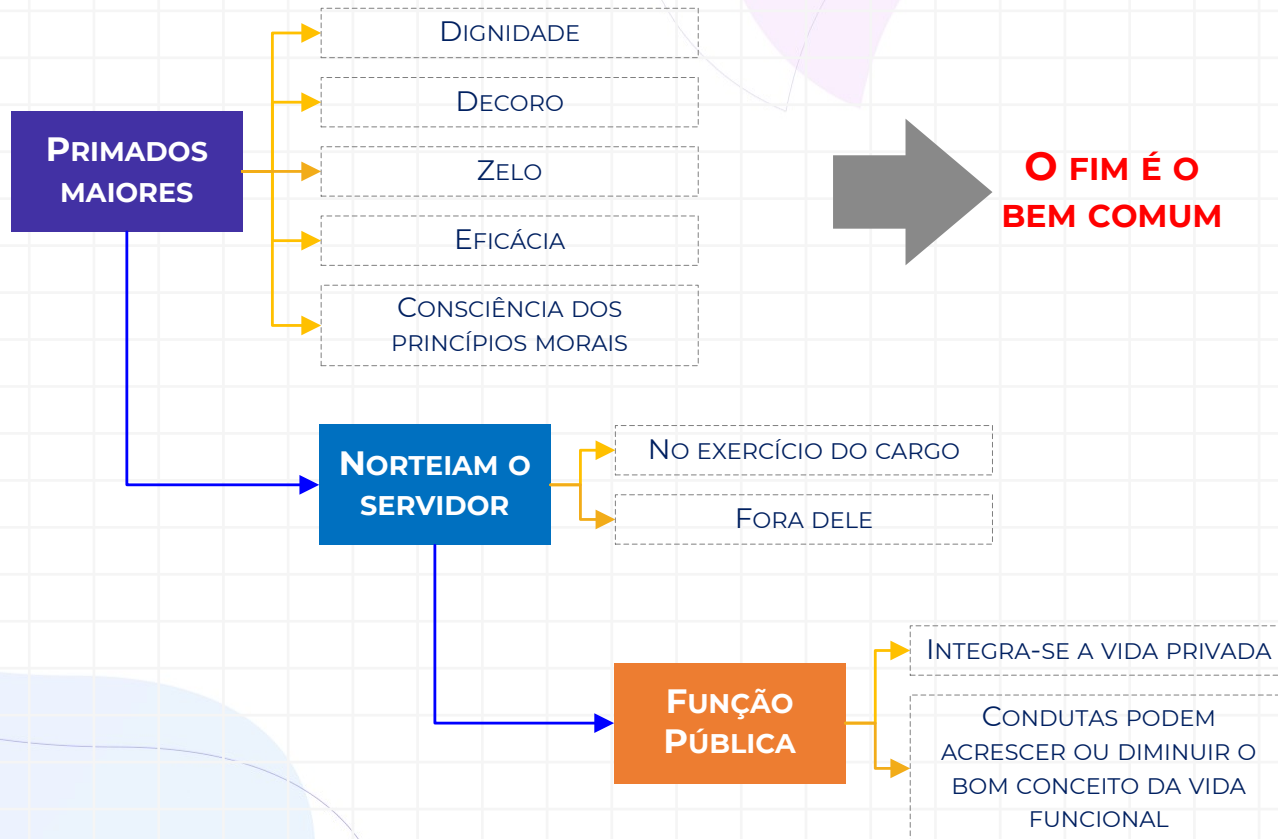 PRIMADOS
MAIORES
DIGNIDADE
DECORO
ZELO
EFICÁCIA
CONSCIÊNCIA DOS
PRINCÍPIOS MORAIS
O FIM É O
BEM COMUM
NORTEIAM O
SERVIDOR
NO EXERCÍCIO DO CARGO
FORA DELE
FUNÇÃO
PÚBLICA
INTEGRA-SE A VIDA PRIVADA
CONDUTAS PODEM
ACRESCER OU DIMINUIR O
BOM CONCEITO DA VIDA
FUNCIONAL